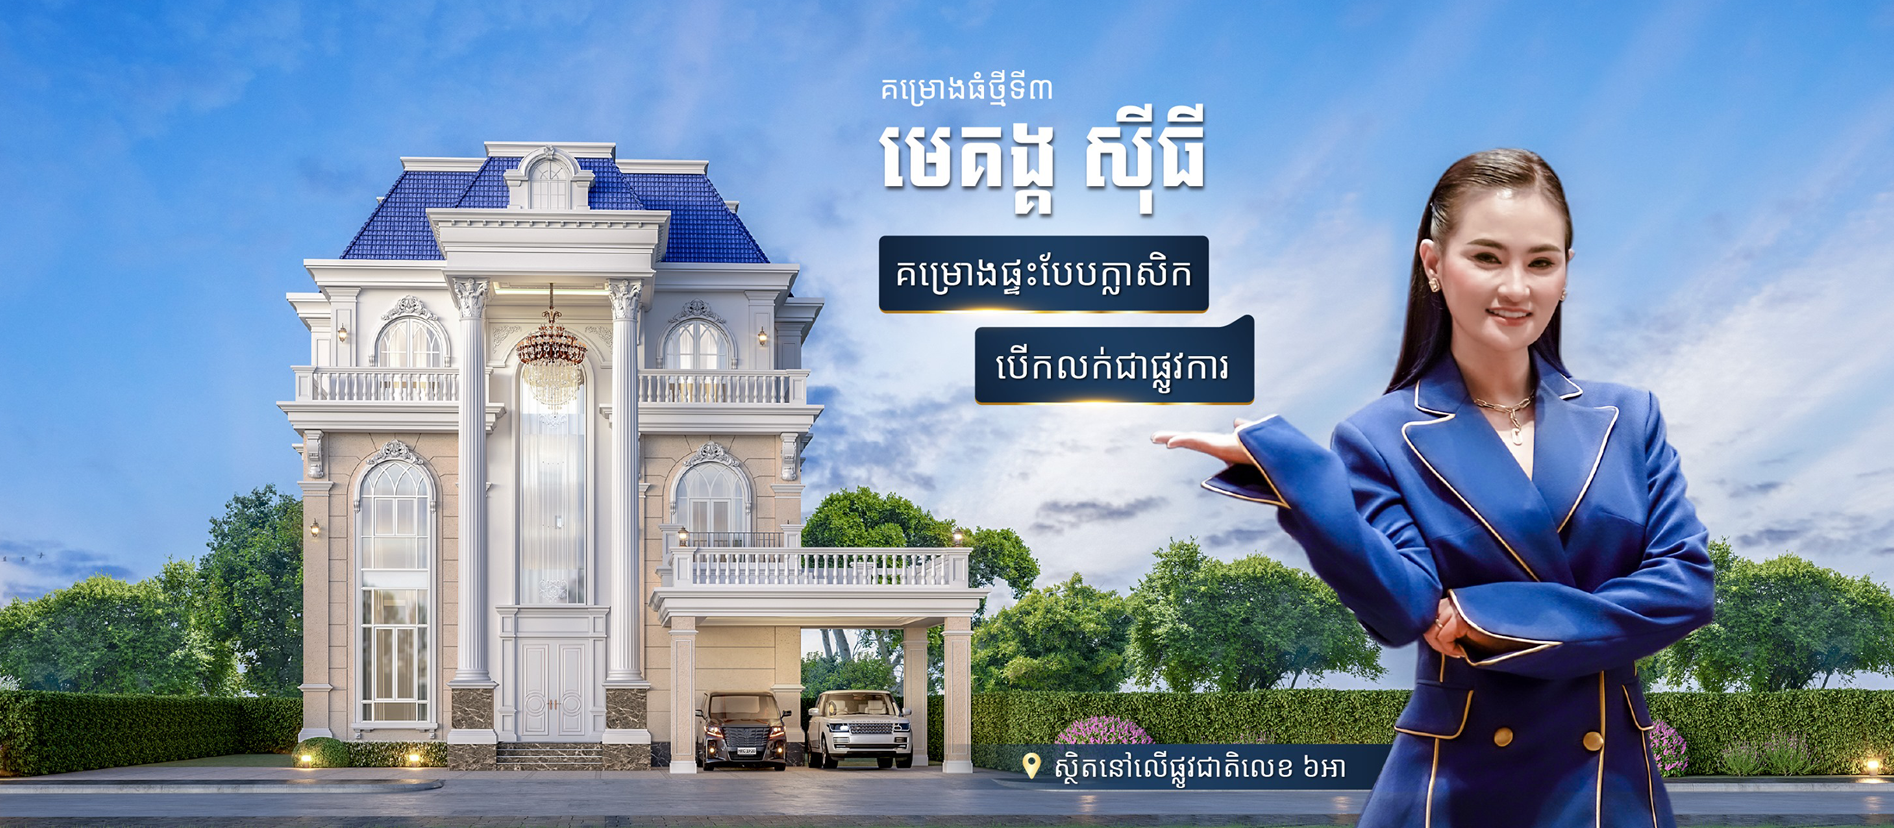 គម្រោងធំថ្មីទី៣
មេគង្គ ស៊ីធី
គម្រោងផ្ទះបែបក្លាសិក
បើកលក់ជាផ្លូវការ
ស្ថិតនៅលើផ្លូវជាតិលេខ ៦អា